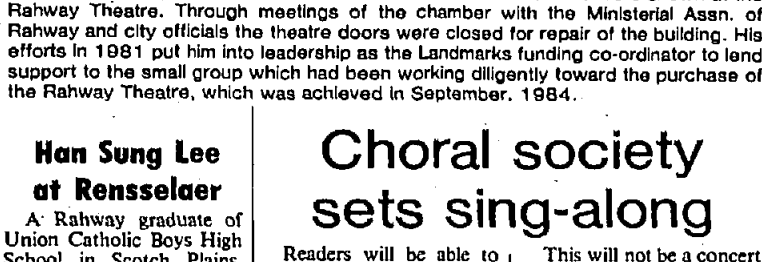 Rahway Theatre. Through meetings of the chamber with the Ministerial Assn. of
Rahway and city officials the theatre doors were closed for repair of the building. His
efforts in 1981 put him into leadership as the Landmarks funding co-ordinator to lend
support to the small group which had been working diligently toward the purchase of
the Rahway Theatre, which was achieved in September, 1984.
Han Sung Lee
at Rensselaer
A Rahway graduate of
Union Catholic Boys High
School in Scotch Plains,
Choral society
sets sing-along
Readers will be able to
This will not be a concert